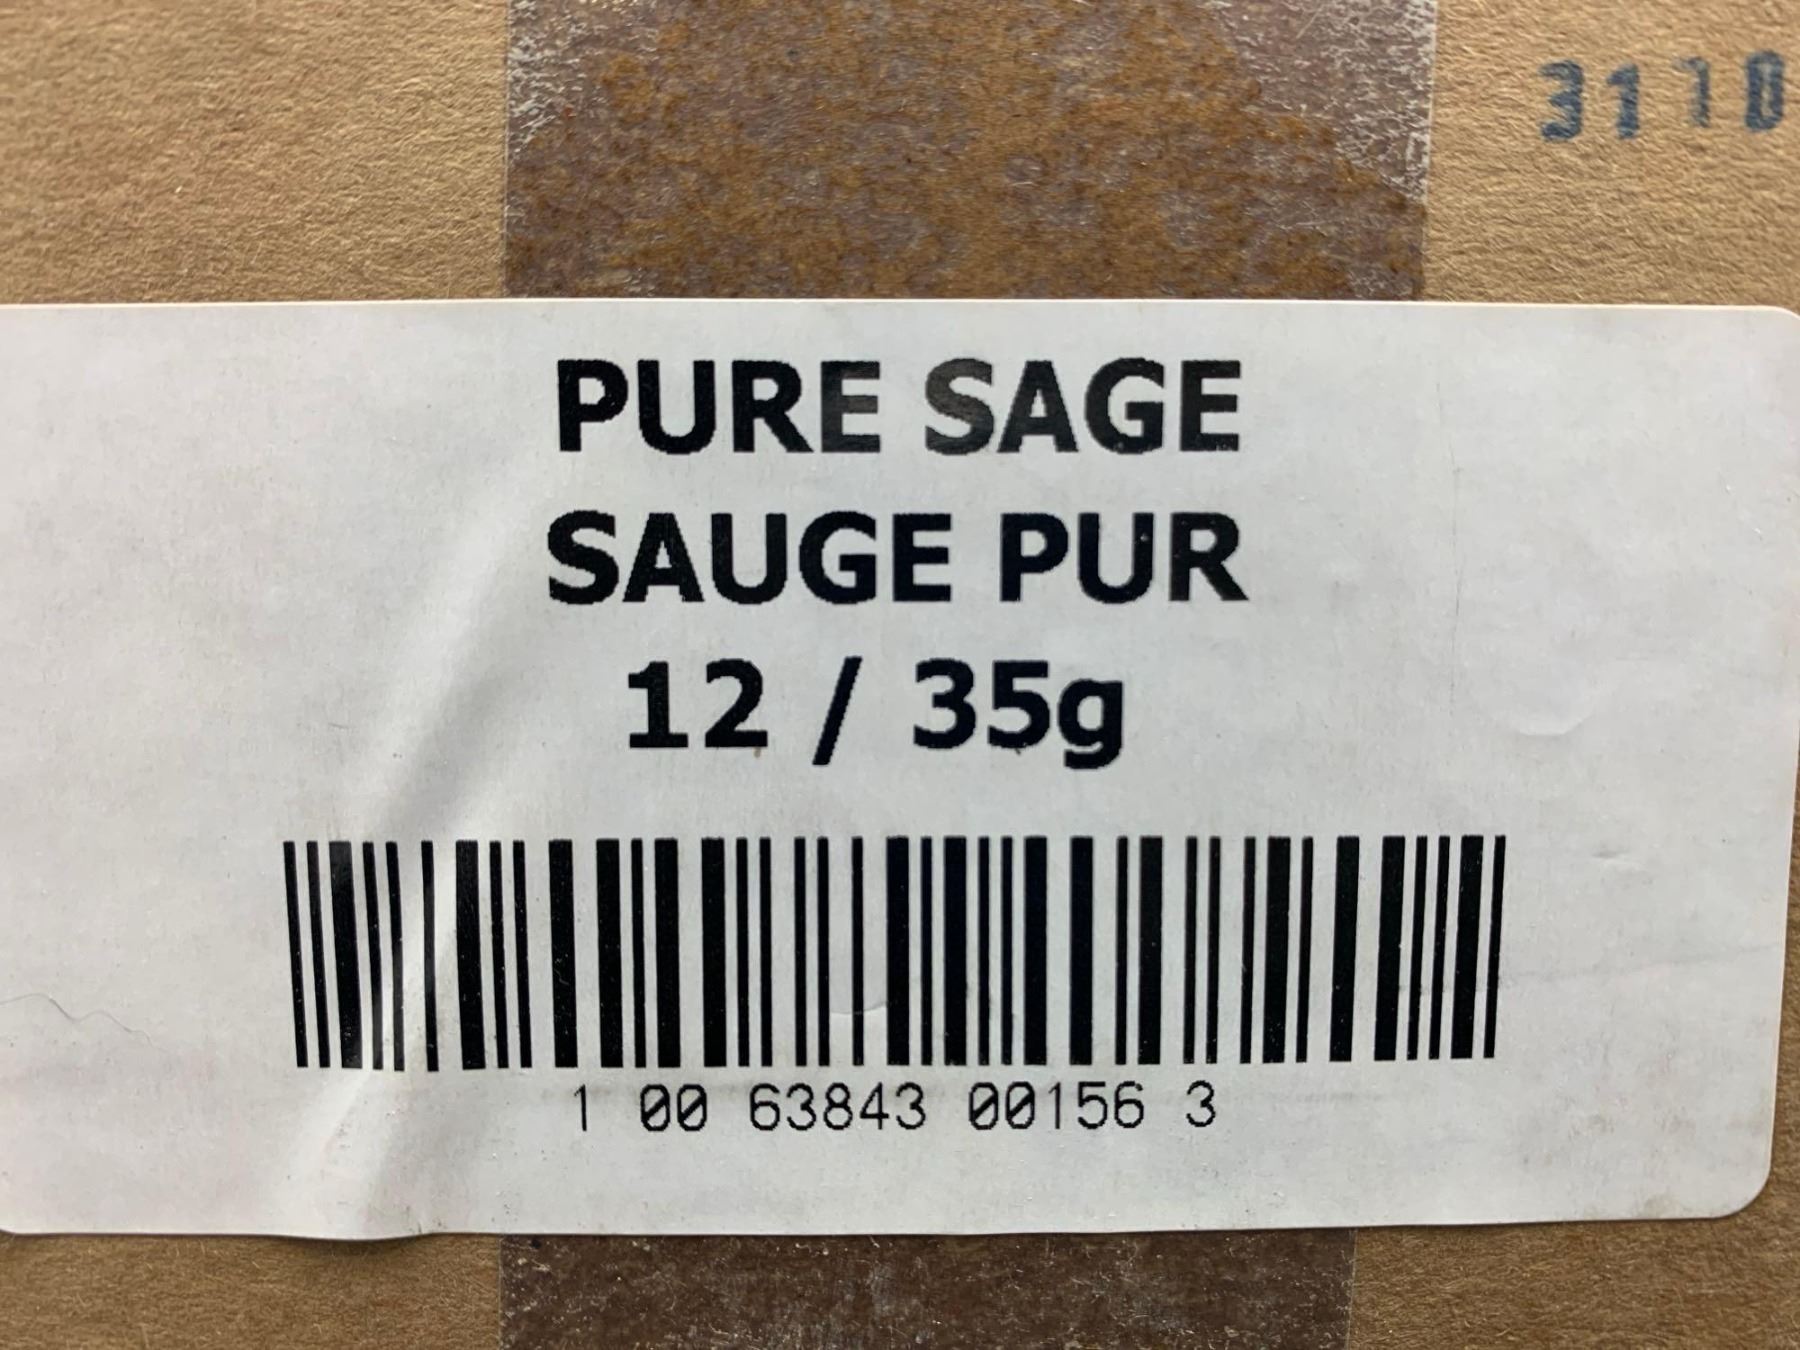 3110
PURE SAGE
SAUGE PUR
12 / 35g
1 00 63843 00156 3